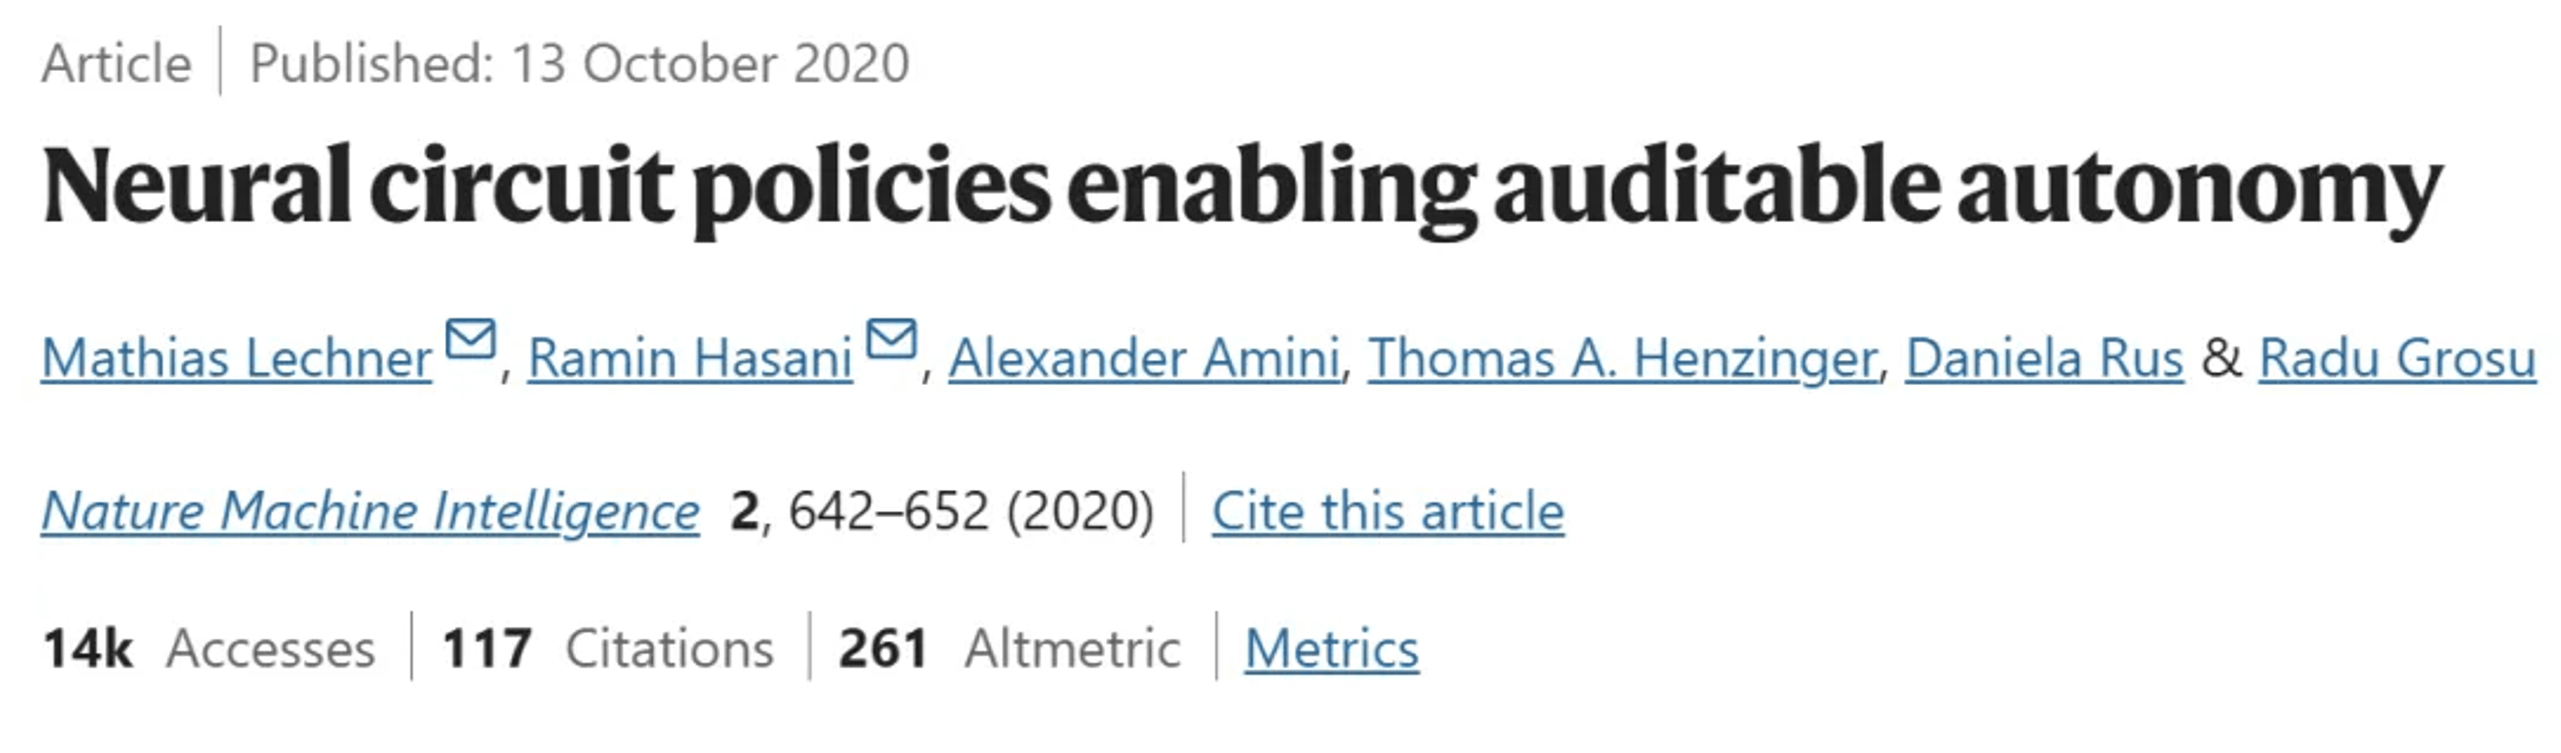 Article | Published: 13 October 2020
Neural circuit policies enabling auditable autonomy
Mathias Lechner, Ramin Hasani, Alexander Amini, Thomas A. Henzinger, Daniela Rus & Radu Grosu
Nature Machine Intelligence 2, 642–652 (2020) | Cite this article
14k Accesses | 117 Citations | 261 Altmetric | Metrics